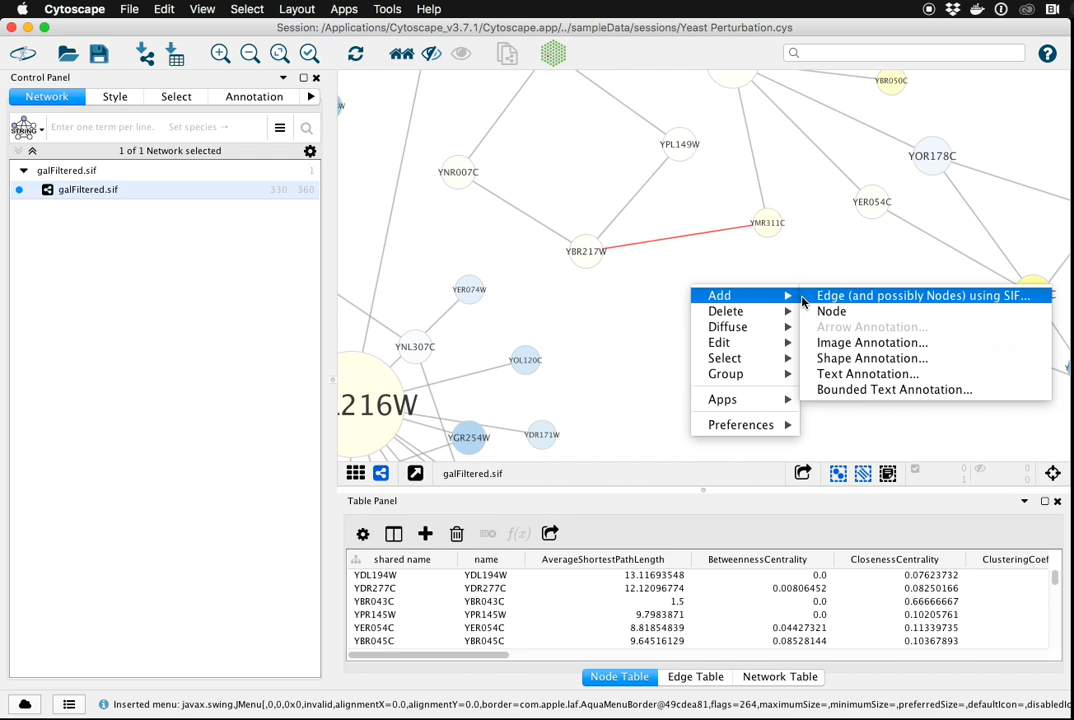 Cytoscape File Edit View Select Layout Apps Tools Help
Session: /Applications/Cytoscape_v3.7.1/Cytoscape.app/../sampleData/sessions/Yeast Perturbation.cys
Control Panel
Network Style Select Annotation
STRING Enter one term per line. Set species →
1 of 1 Network selected
galFiltered.sif 1
galFiltered.sif 330 360
W
YBR050C
YPL149W
YOR178C
YNR007C
YER054C
YMR311C
YBR217W
YER074W
YNL307C
YOL120C
L216W
YGR254W
YDR171W
C
Add
Delete
Diffuse
Edit
Select
Group
Apps
Preferences
Edge (and possibly Nodes) using SIF...
Node
Arrow Annotation...
Image Annotation...
Shape Annotation...
Text Annotation...
Bounded Text Annotation...
galFiltered.sif
0 0
1 0
Table Panel
f(x)
shared name name AverageShortestPathLength BetweennessCentrality ClosenessCentrality ClusteringCoef
YDL194W YDL194W 13.11693548 0.0 0.07623732
YDR277C YDR277C 12.12096774 0.00806452 0.08250166
YBR043C YBR043C 1.5 0.0 0.66666667
YPR145W YPR145W 9.7983871 0.0 0.10205761
YER054C YER054C 8.81854839 0.04427321 0.11339735
YBR045C YBR045C 9.64516129 0.08528144 0.10367893
Node Table Edge Table Network Table
Inserted menu: javax.swing.JMenu[,0,0,0x0,invalid,alignmentX=0.0,alignmentY=0.0,border=com.apple.laf.AquaMenuBorder@49cdea81,flags=264,maximumSize=,minimumSize=,preferredSize=,defaultIcon=,disabledIc